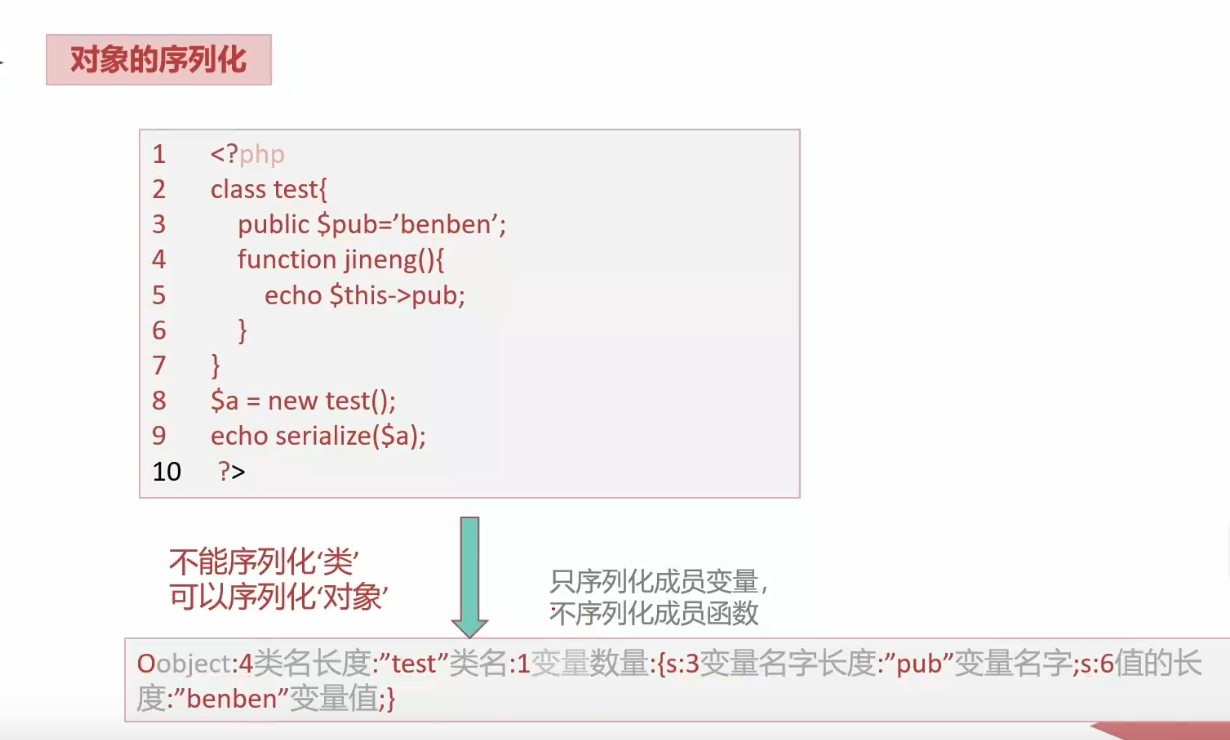 对象的序列化
1 <?php
2 class test{
3 public $pub=’benben’;
4 function jineng(){
5 echo $this->pub;
6 }
7 }
8 $a = new test();
9 echo serialize($a);
10 ?>
不能序列化‘类’
可以序列化‘对象’
只序列化成员变量，
不序列化成员函数
Oobject:4类名长度:”test”类名:1变量数量:{s:3变量名字长度:”pub”变量名字;s:6值的长
度:”benben”变量值;}